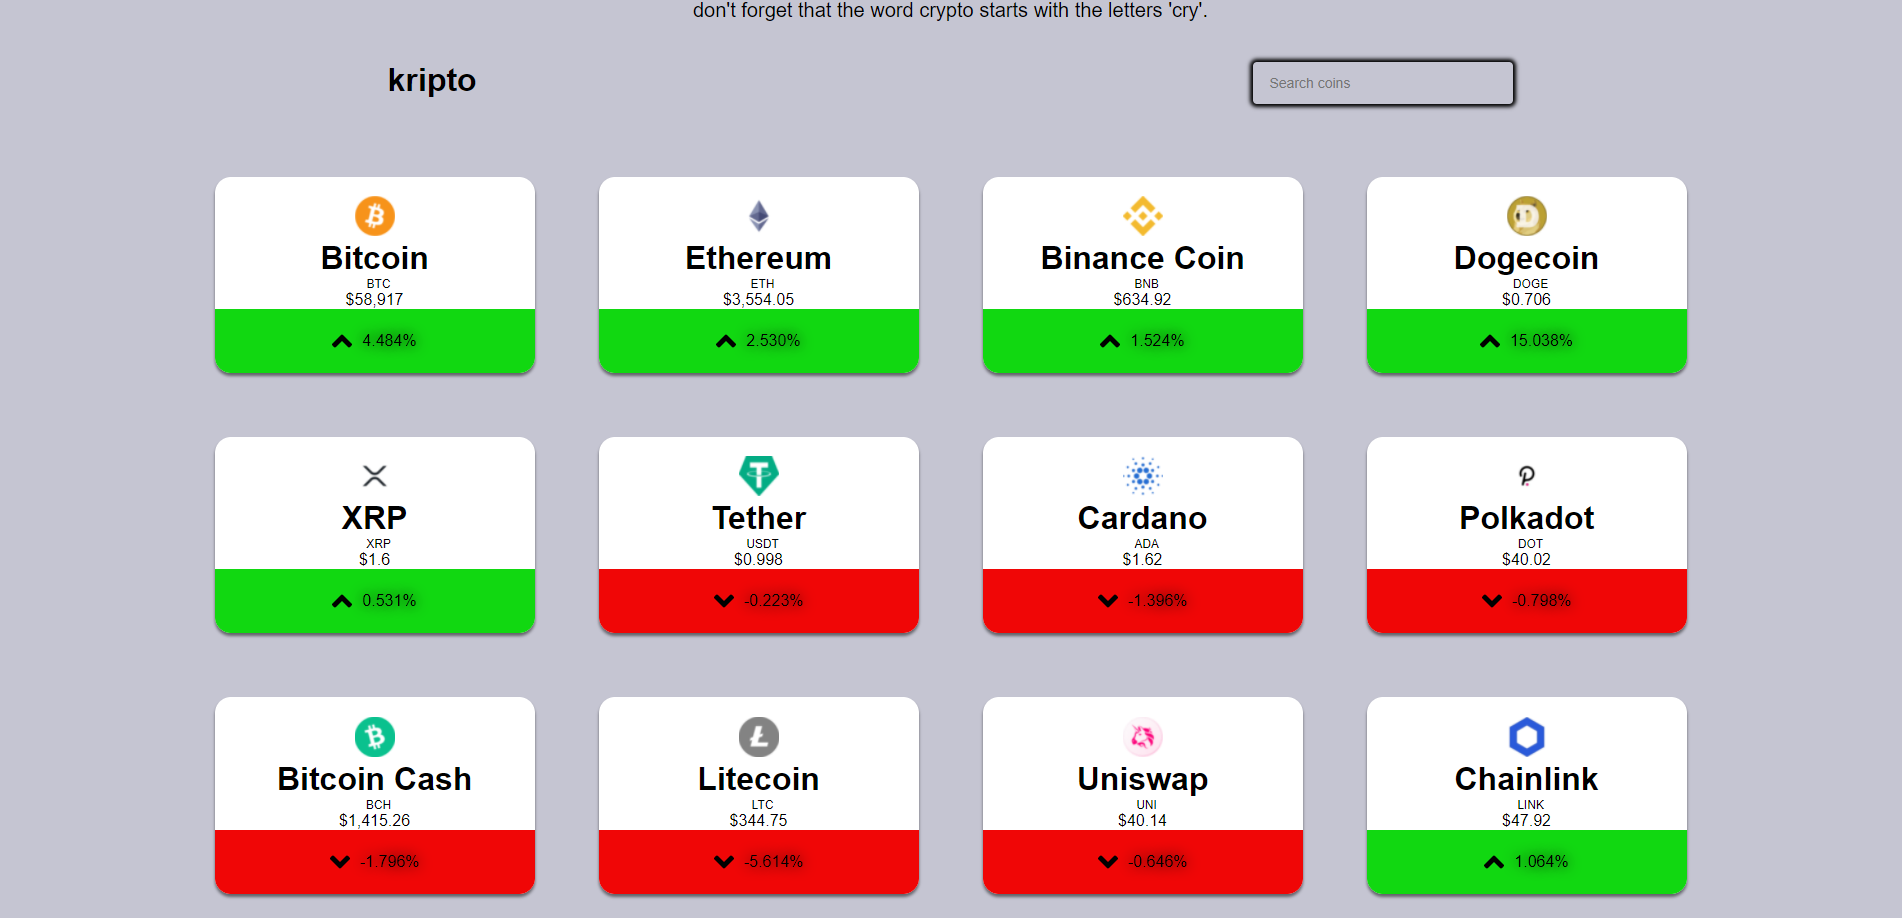 don't forget that the word crypto starts with the letters 'cry'.
kripto
Search coins
Bitcoin
BTC
$58,917
4.484%
Ethereum
ETH
$3,554.05
2.530%
Binance Coin
BNB
$634.92
1.524%
Dogecoin
DOGE
$0.706
15.038%
XRP
XRP
$1.6
0.531%
Tether
USDT
$0.998
-0.223%
Cardano
ADA
$1.62
-1.396%
Polkadot
DOT
$40.02
-0.798%
Bitcoin Cash
BCH
$1,415.26
-1.796%
Litecoin
LTC
$344.75
-5.614%
Uniswap
UNI
$40.14
-0.646%
Chainlink
LINK
$47.92
1.064%